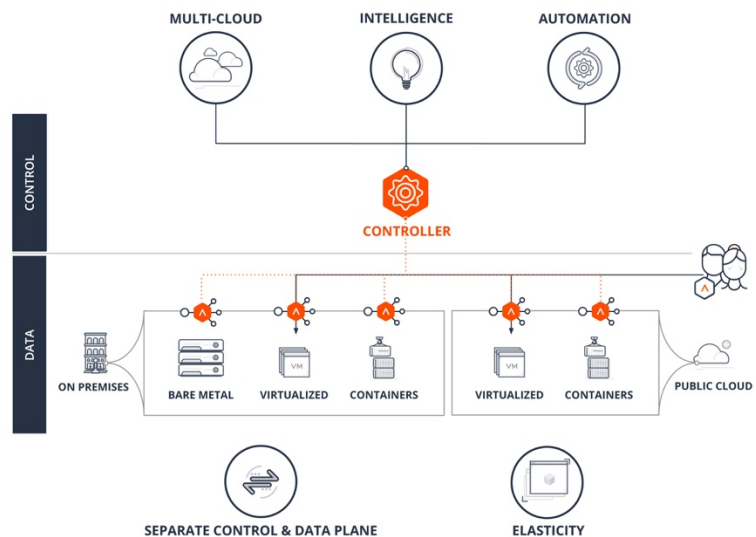 MULTI-CLOUD
INTELLIGENCE
AUTOMATION
CONTROL
CONTROLLER
DATA
ON PREMISES
BARE METAL
VM
VIRTUALIZED
CONTAINERS
VM
VIRTUALIZED
CONTAINERS
PUBLIC CLOUD
SEPARATE CONTROL & DATA PLANE
ELASTICITY